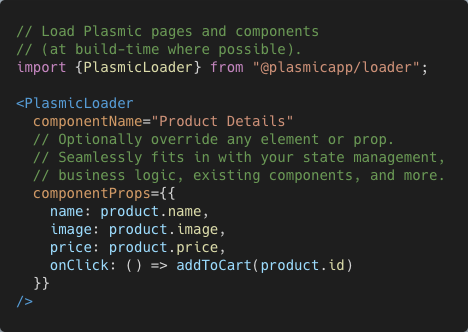 // Load Plasmic pages and components
// (at build-time where possible).
import {PlasmicLoader} from "@plasmicapp/loader";

<PlasmicLoader
  componentName="Product Details"
  // Optionally override any element or prop.
  // Seamlessly fits in with your state management,
  // business logic, existing components, and more.
  componentProps={{
    name: product.name,
    image: product.image,
    price: product.price,
    onClick: () => addToCart(product.id)
  }}
/>